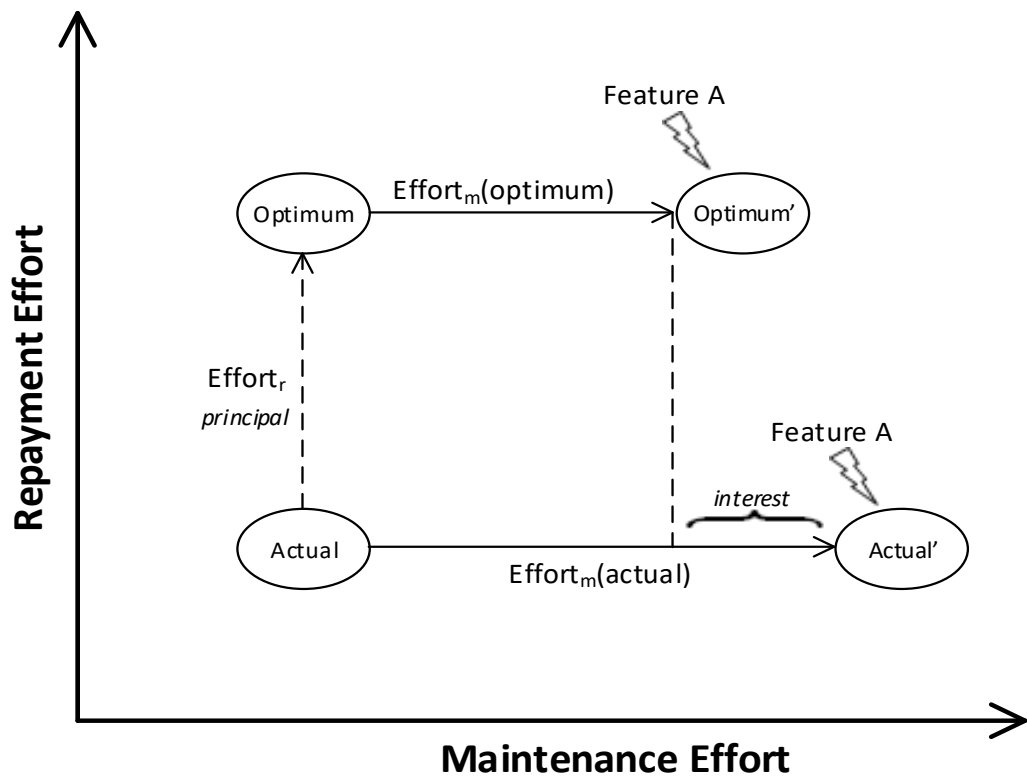 Feature A
Effortₘ(optimum)
Optimum
Optimum’
Repayment Effort
Effortᵣ
principal
Feature A
interest
Actual
Actual’
Effortₘ(actual)
Maintenance Effort